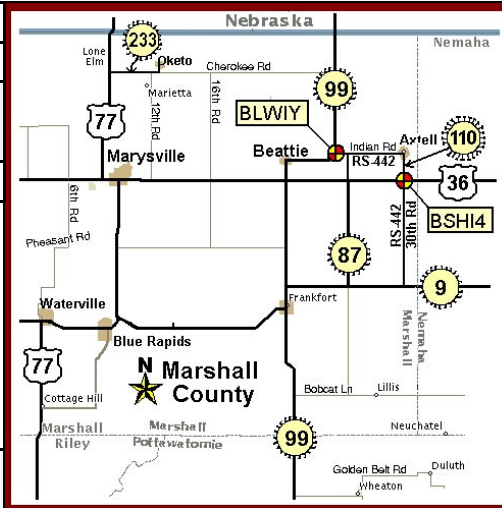 Nebraska
233
Nemaha
Lone
Elm
Oketo
Cherokee Rd
Marietta
99
77
12th Rd
16th Rd
BLWIY
Marysville
Beattie
Indian Rd
Axtell
110
RS-442
36
6th Rd
BSHI4
RS-442
30th Rd
Pheasant Rd
87
9
Waterville
Frankfort
Blue Rapids
Marshall
Nemaha
77
N
Marshall
County
Cottage Hill
Bobcat Ln
Lillis
Marshall
Riley
Marshall
Pottawatomie
99
Neuchatel
Golden Belt Rd
Duluth
Wheaton